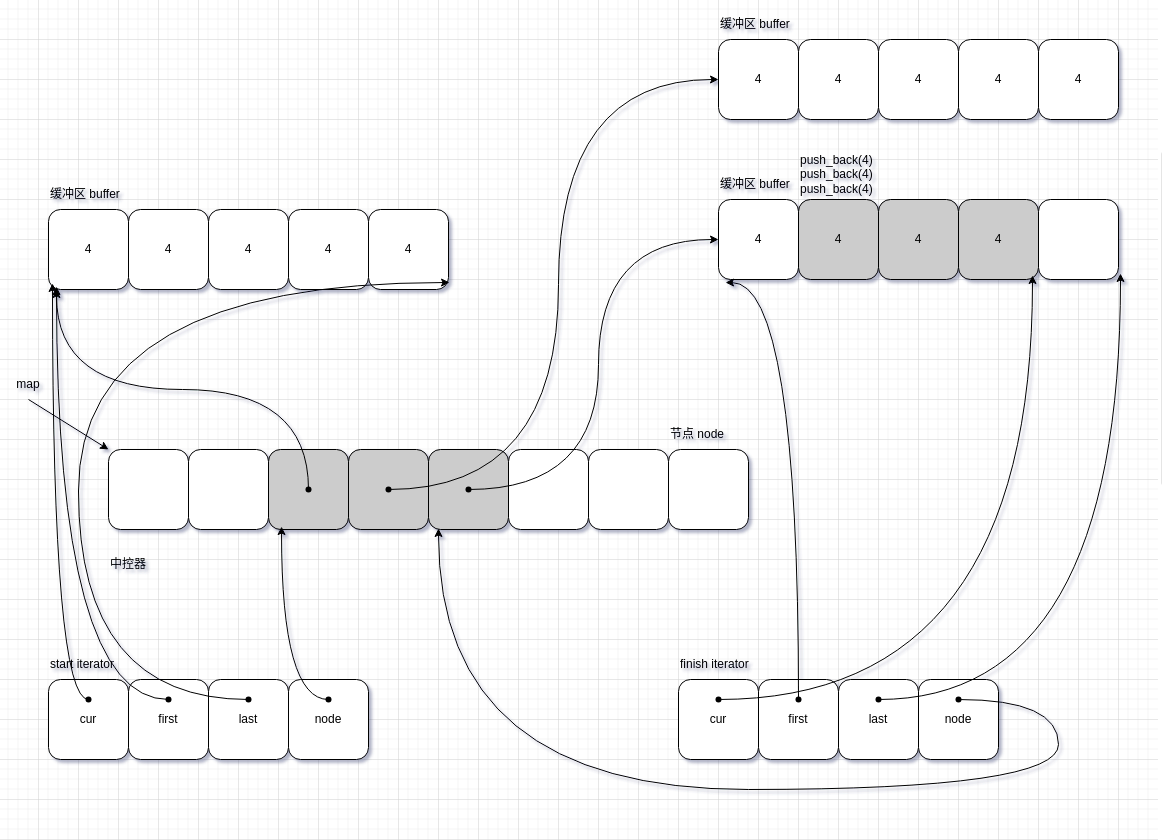 缓冲区 buffer
4 4 4 4 4
push_back(4)
push_back(4)
push_back(4)
缓冲区 buffer
4 4 4 4
缓冲区 buffer
4 4 4 4 4
map
节点 node
中控器
start iterator
cur first last node
finish iterator
cur first last node